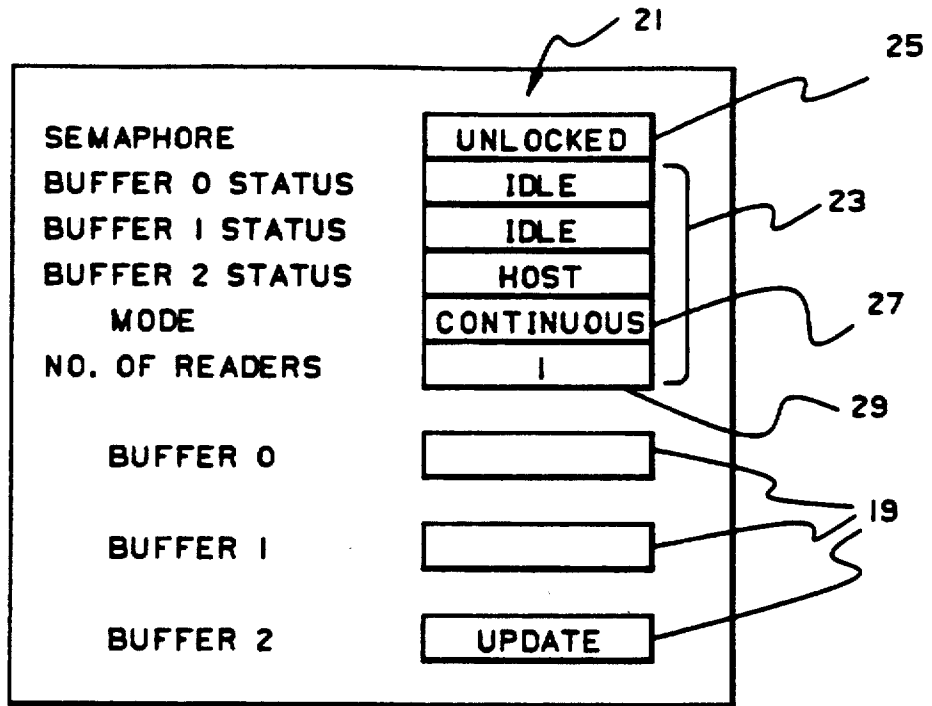 21
25
SEMAPHORE UNLOCKED
BUFFER 0 STATUS IDLE
BUFFER 1 STATUS IDLE
23
BUFFER 2 STATUS HOST
MODE CONTINUOUS
27
NO. OF READERS 1
29
BUFFER 0
19
BUFFER 1
BUFFER 2 UPDATE